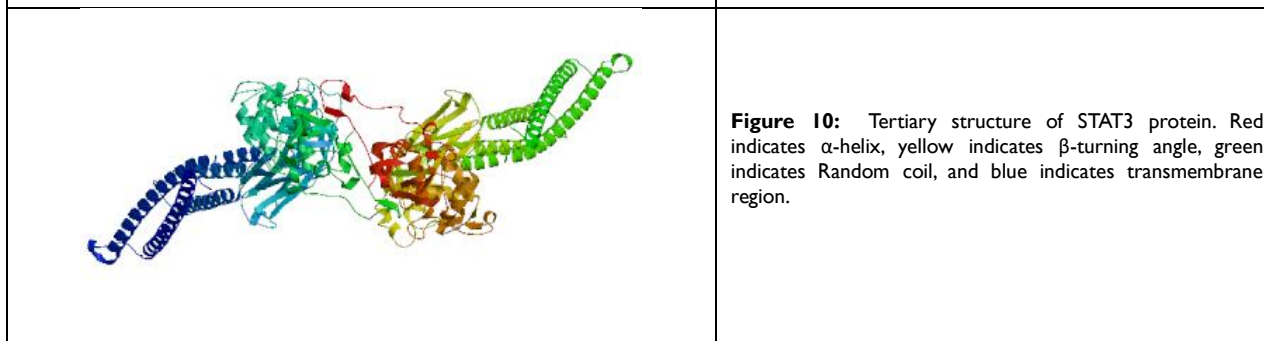 Figure 10: Tertiary structure of STAT3 protein. Red
indicates α-helix, yellow indicates β-turning angle, green
indicates Random coil, and blue indicates transmembrane
region.